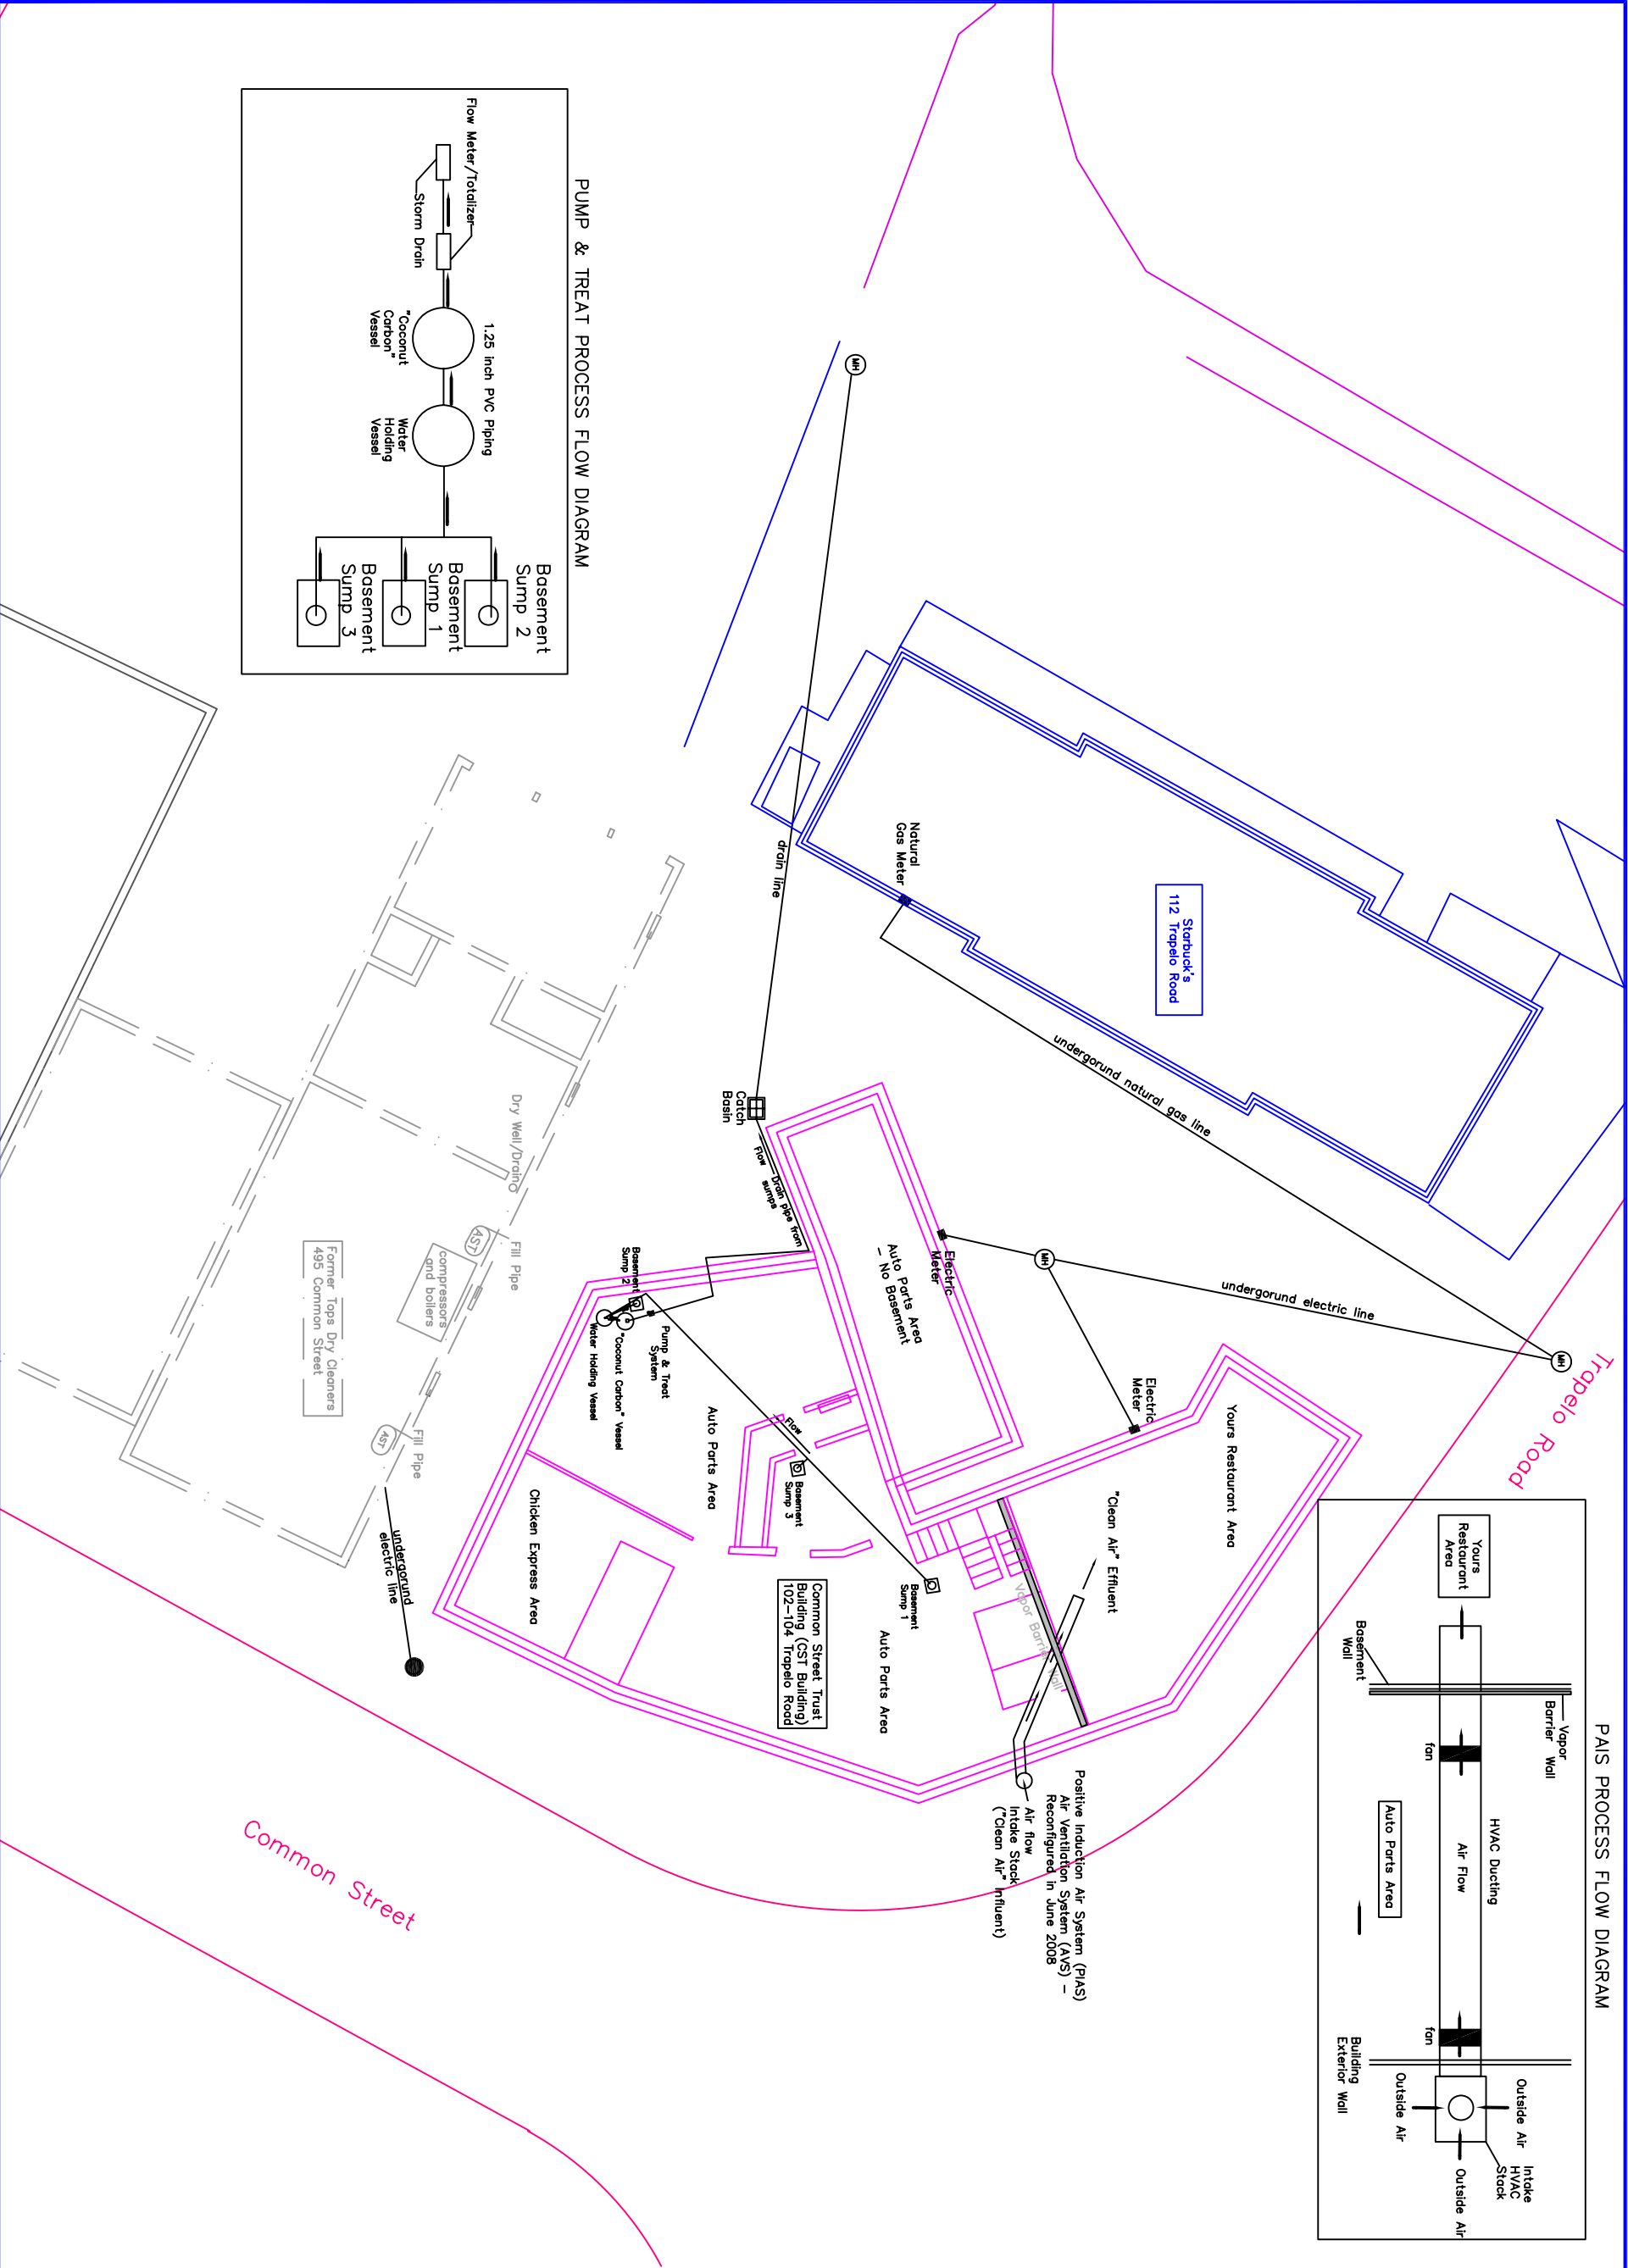 PUMP & TREAT PROCESS FLOW DIAGRAM
Flow Meter/Totalizer
Storm Drain
1.25 inch PVC Piping
"Coconut
Carbon"
Vessel
Water
Holding
Vessel
Basement
Sump 2
Basement
Sump 1
Basement
Sump 3
PAIS PROCESS FLOW DIAGRAM
Yours
Restaurant
Area
Basement
Wall
Vapor
Barrier Wall
fan
HVAC Ducting
Air Flow
Auto Parts Area
fan
Building
Exterior Wall
Outside Air
Outside Air
Outside Air
Intake
HVAC
Stack
Trapelo Road
MH
undergorund natural gas line
undergorund electric line
Starbuck's
112 Trapelo Road
Natural
Gas Meter
MH
drain line
Catch
Basin
Flow
Drain pipe from
sumps
MH
Electric
Meter
Electric
Meter
Auto Parts Area
- No Basement
Yours Restaurant Area
"Clean Air" Effluent
Vapor Barrier Wall
Basement
Sump 2
Pump & Treat
System
"Coconut Carbon" Vessel
Water Holding Vessel
Auto Parts Area
Flow
Basement
Sump 3
Basement
Sump 1
Auto Parts Area
Common Street Trust
Building (CST Building)
102-104 Trapelo Road
Chicken Express Area
Positive Induction Air System (PIAS)
Air Ventilation System (AVS) -
Reconfigured in June 2008
Air flow
Intake Stack
("Clean Air" Influent)
Dry Well/Drain
Fill Pipe
AST
compressors
and boilers
Former Tops Dry Cleaners
495 Common Street
Fill Pipe
AST
undergorund
electric line
Common Street